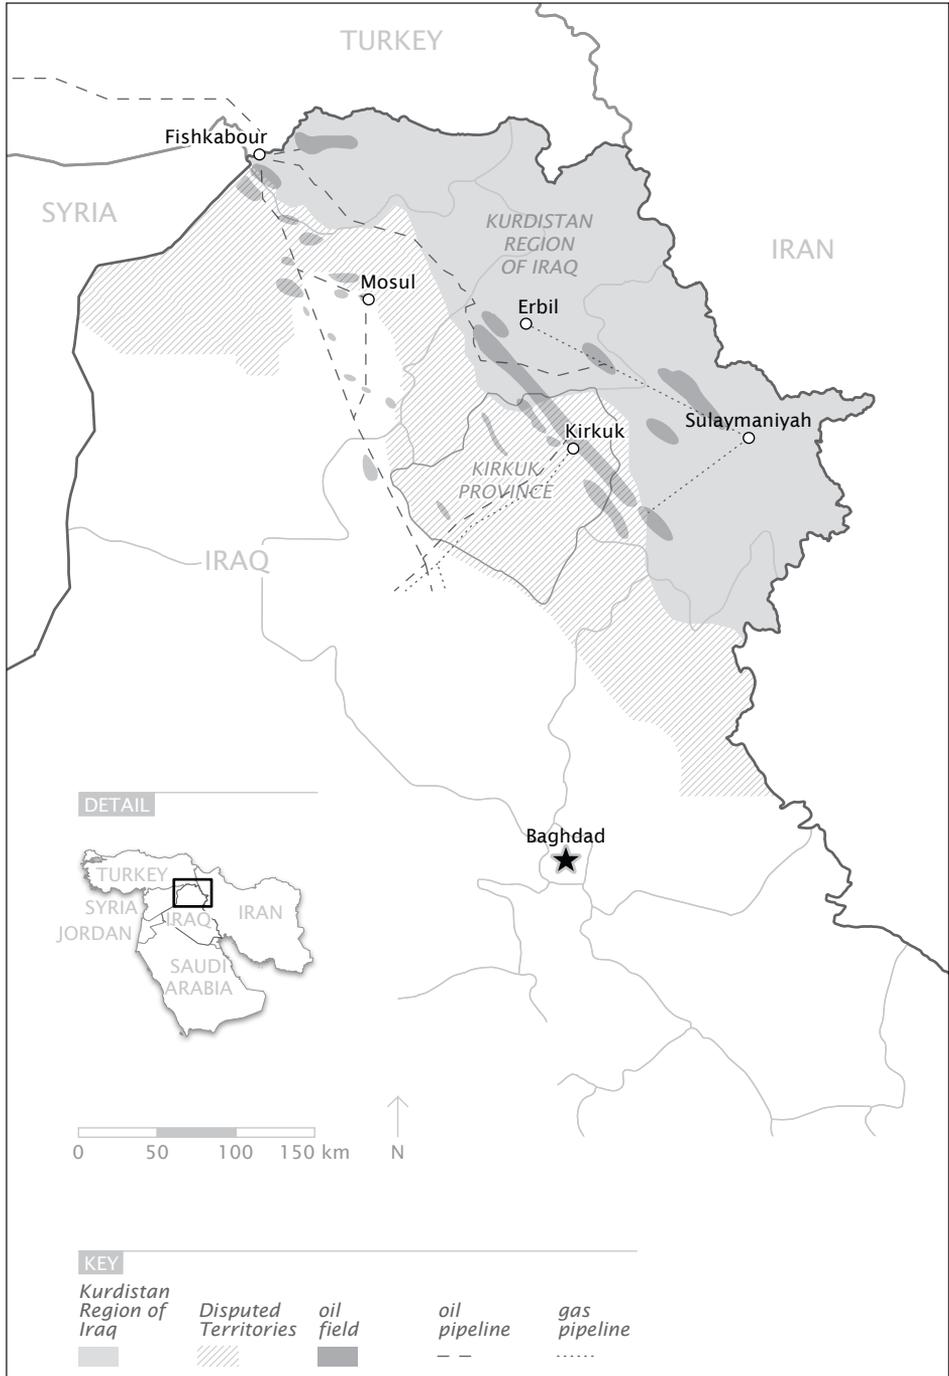 TURKEY
Fishkabour
SYRIA
KURDISTAN
REGION
OF IRAQ
IRAN
Mosul
Erbil
Sulaymaniyah
Kirkuk
KIRKUK
PROVINCE
IRAQ
DETAIL
Baghdad
TURKEY
SYRIA
IRAQ
IRAN
JORDAN
SAUDI
ARABIA
0 50 100 150 km
N
KEY
Kurdistan
Region of
Iraq
Disputed
Territories
oil
field
oil
pipeline
gas
pipeline